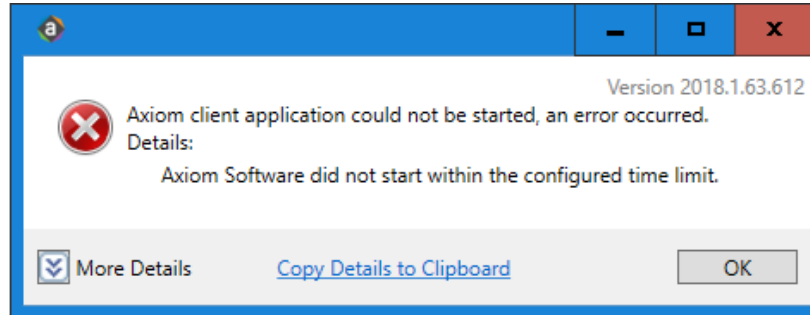 Version 2018.1.63.612
Axiom client application could not be started, an error occurred.
Details:
Axiom Software did not start within the configured time limit.
More Details
Copy Details to Clipboard
OK